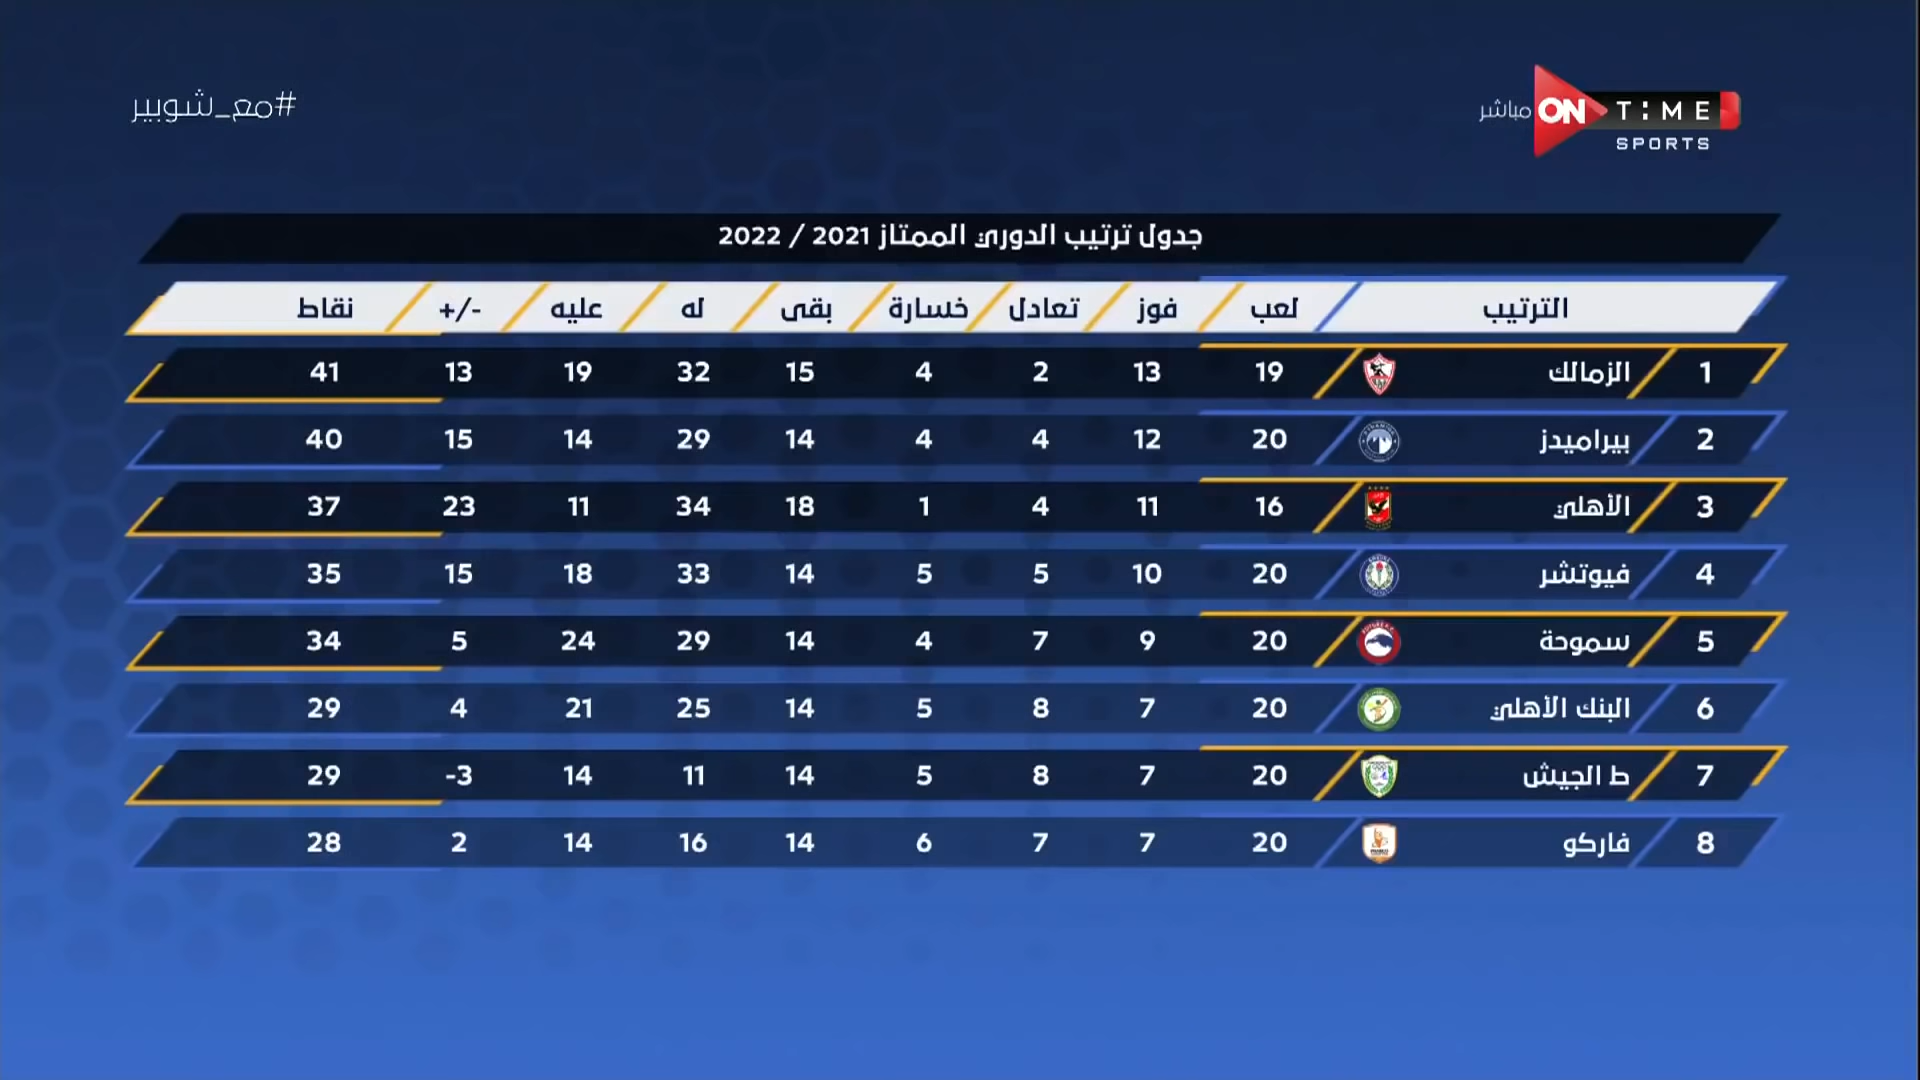 #مع_شوبير
مباشر ON TIME
SPORTS
جدول ترتيب الدوري الممتاز 2021 / 2022
الترتيب لعب فوز تعادل خسارة بقى له عليه +/- نقاط
1 الزمالك 19 13 2 4 15 32 19 13 41
2 بيراميدز 20 12 4 4 14 29 14 15 40
3 الأهلي 16 11 4 1 18 34 11 23 37
4 فيوتشر 20 10 5 5 14 33 18 15 35
5 سموحة 20 9 7 4 14 29 24 5 34
6 البنك الأهلي 20 7 8 5 14 25 21 4 29
7 ط الجيش 20 7 8 5 14 11 14 -3 29
8 فاركو 20 7 7 6 14 16 14 2 28